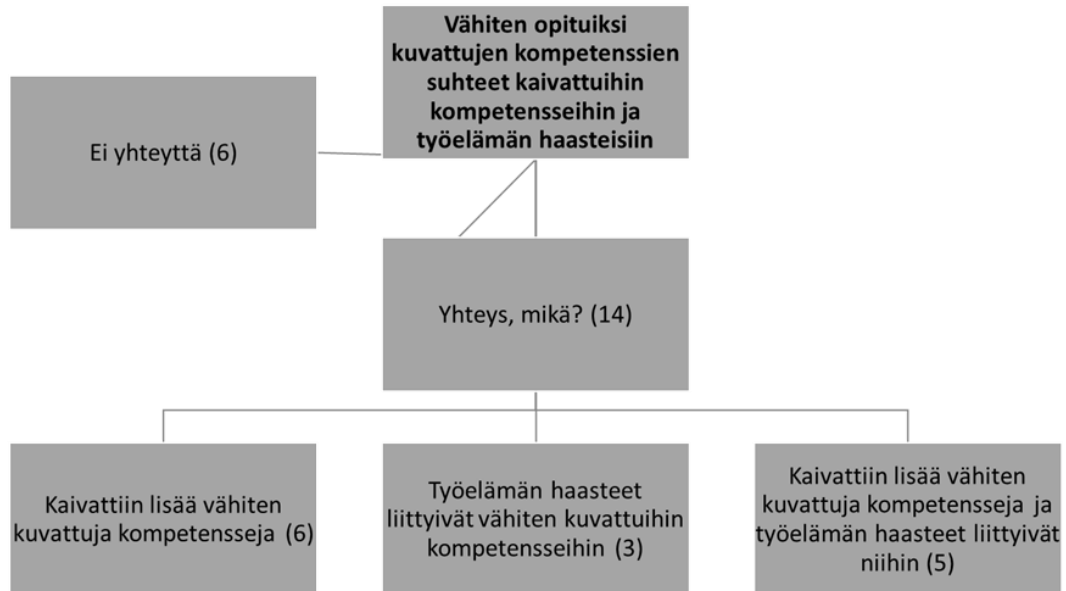 Vähiten opituiksi
kuvattujen kompetenssien
suhteet kaivattuihin
kompetensseihin ja
työelämän haasteisiin
Ei yhteyttä (6)
Yhteys, mikä? (14)
Kaivattiin lisää vähiten
kuvattuja kompetensseja (6)
Työelämän haasteet
liittyivät vähiten kuvattuihin
kompetensseihin (3)
Kaivattiin lisää vähiten
kuvattuja kompetensseja ja
työelämän haasteet liittyivät
niihin (5)